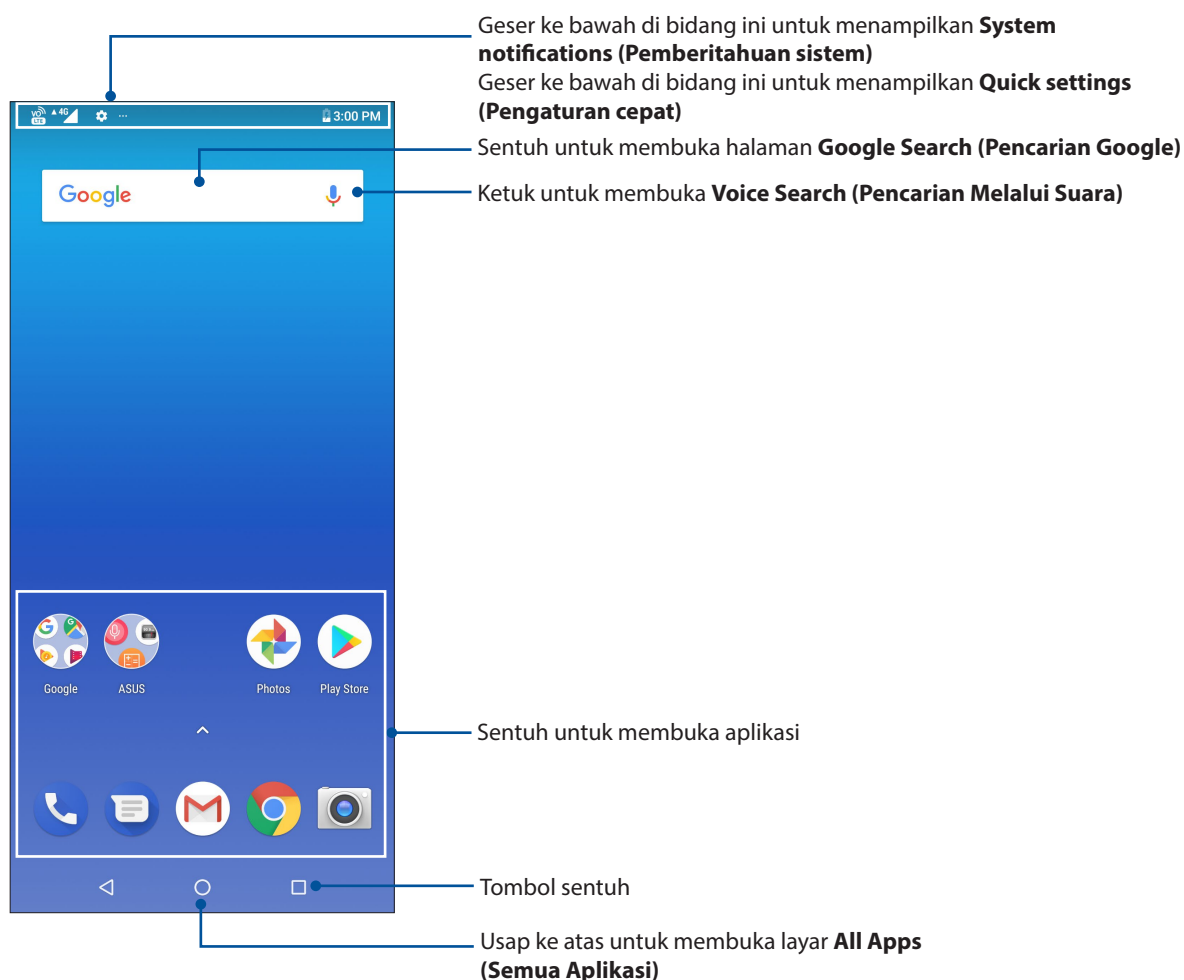 Geser ke bawah di bidang ini untuk menampilkan System
notifications (Pemberitahuan sistem)
Geser ke bawah di bidang ini untuk menampilkan Quick settings
(Pengaturan cepat)
VO LTE 4G ... 3:00 PM
Sentuh untuk membuka halaman Google Search (Pencarian Google)
Google
Ketuk untuk membuka Voice Search (Pencarian Melalui Suara)
Google ASUS Photos Play Store
Sentuh untuk membuka aplikasi
Tombol sentuh
Usap ke atas untuk membuka layar All Apps
(Semua Aplikasi)